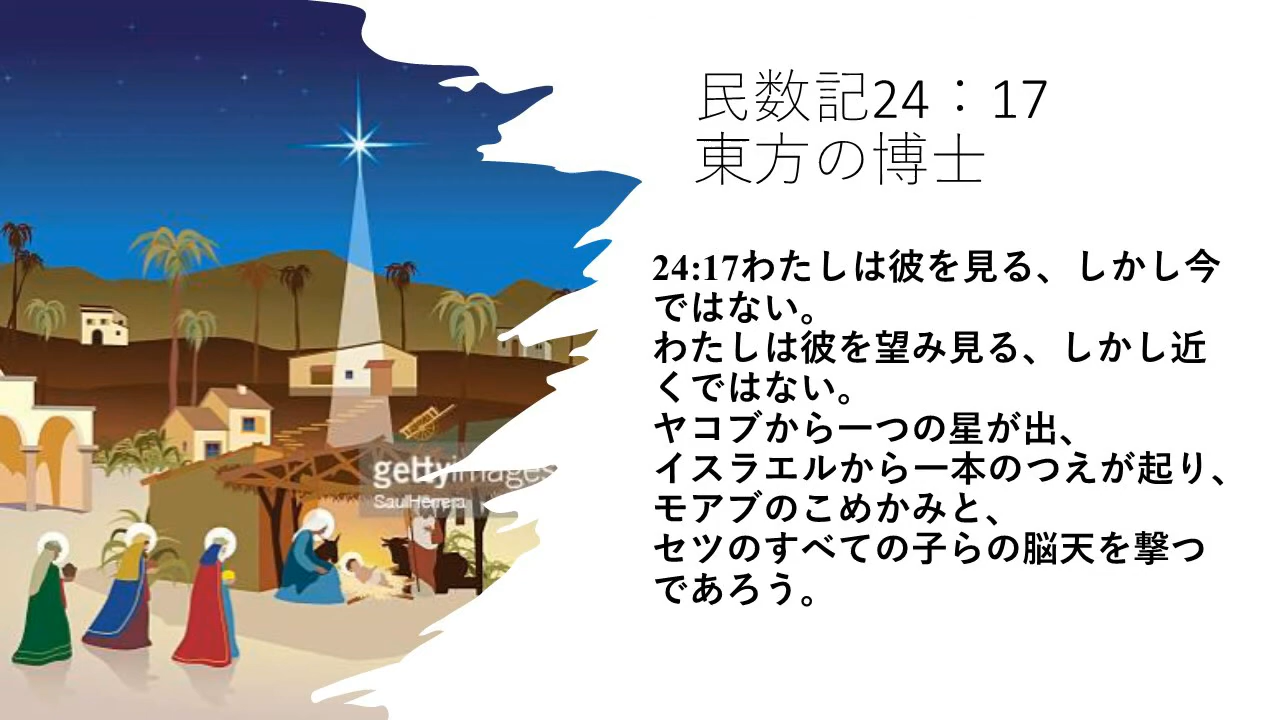 民数記24：17
東方の博士
24:17わたしは彼を見る、しかし今
ではない。
わたしは彼を望み見る、しかし近
くではない。
ヤコブから一つの星が出、
イスラエルから一本のつえが起り、
モアブのこめかみと、
セツのすべての子らの脳天を撃つ
であろう。
gettyimages
SaulHerrera